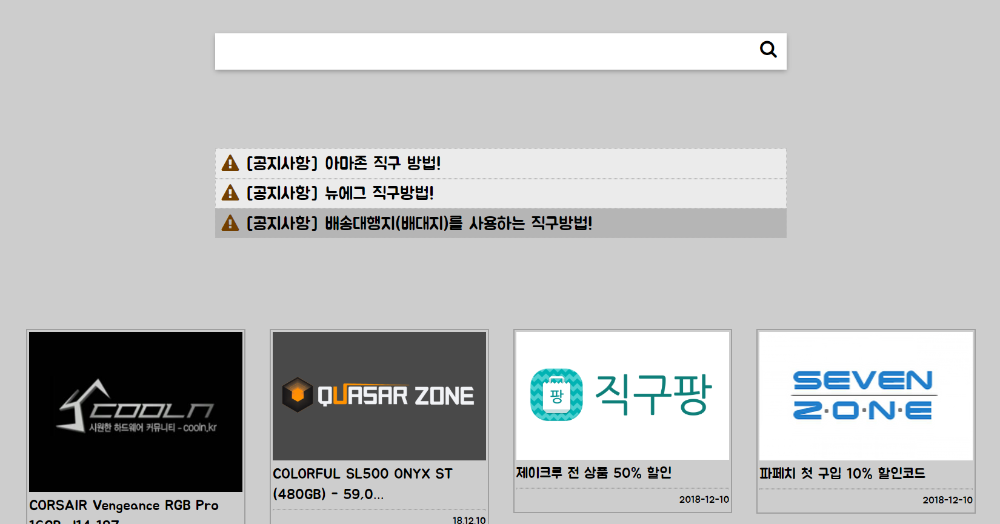 [공지사항] 아마존 직구 방법!
[공지사항] 뉴에그 직구방법!
[공지사항] 배송대행지(배대지)를 사용하는 직구방법!
COOLN
시원한 하드웨어 커뮤니티 - cooln.kr
CORSAIR Vengeance RGB Pro
QUASAR ZONE
COLORFUL SL500 ONYX ST
(480GB) - 59,0...
18.12.10
팡
직구팡
제이크루 전 상품 50% 할인
2018-12-10
SEVEN
Z·O·N·E
파페치 첫 구입 10% 할인코드
2018-12-10